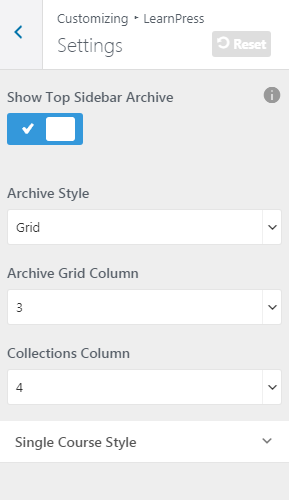 Customizing ‣ LearnPress
Settings
Reset
Show Top Sidebar Archive
Archive Style
Grid
Archive Grid Column
3
Collections Column
4
Single Course Style